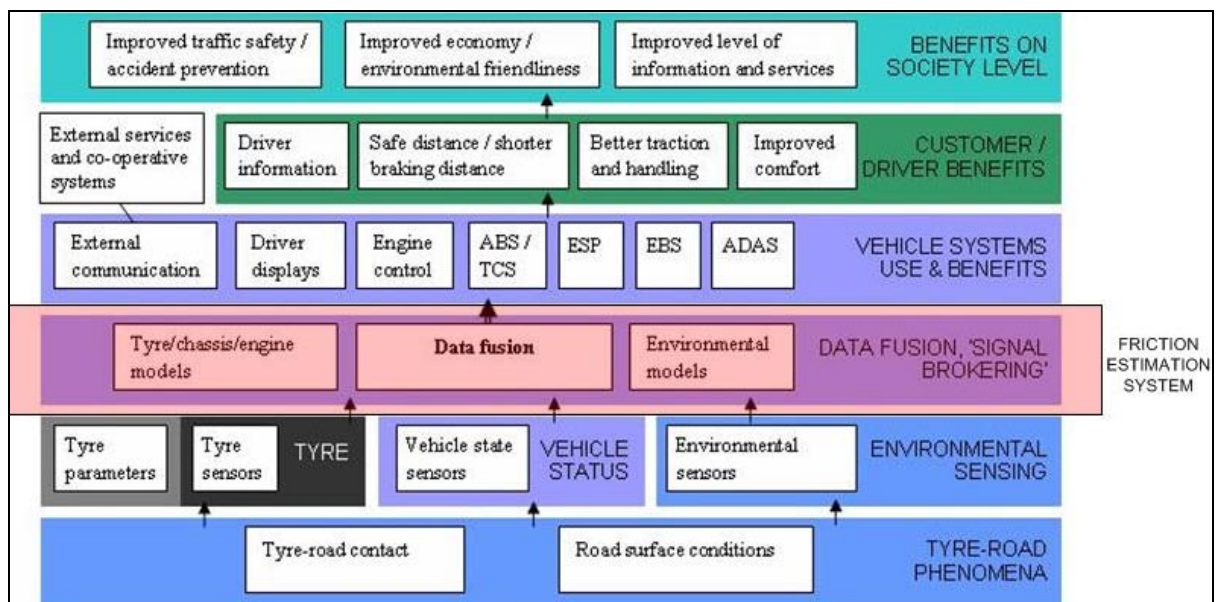 Improved traffic safety /
accident prevention
Improved economy /
environmental friendliness
Improved level of
information and services
BENEFITS ON
SOCIETY LEVEL
External services
and co-operative
systems
Driver
information
Safe distance / shorter
braking distance
Better traction
and handling
Improved
comfort
CUSTOMER /
DRIVER BENEFITS
External
communication
Driver
displays
Engine
control
ABS /
TCS
ESP
EBS
ADAS
VEHICLE SYSTEMS
USE & BENEFITS
Tyre/chassis/engine
models
Data fusion
Environmental
models
DATA FUSION, 'SIGNAL
BROKERING'
FRICTION
ESTIMATION
SYSTEM
Tyre
parameters
Tyre
sensors
TYRE
Vehicle state
sensors
VEHICLE
STATUS
Environmental
sensors
ENVIRONMENTAL
SENSING
Tyre-road contact
Road surface conditions
TYRE-ROAD
PHENOMENA